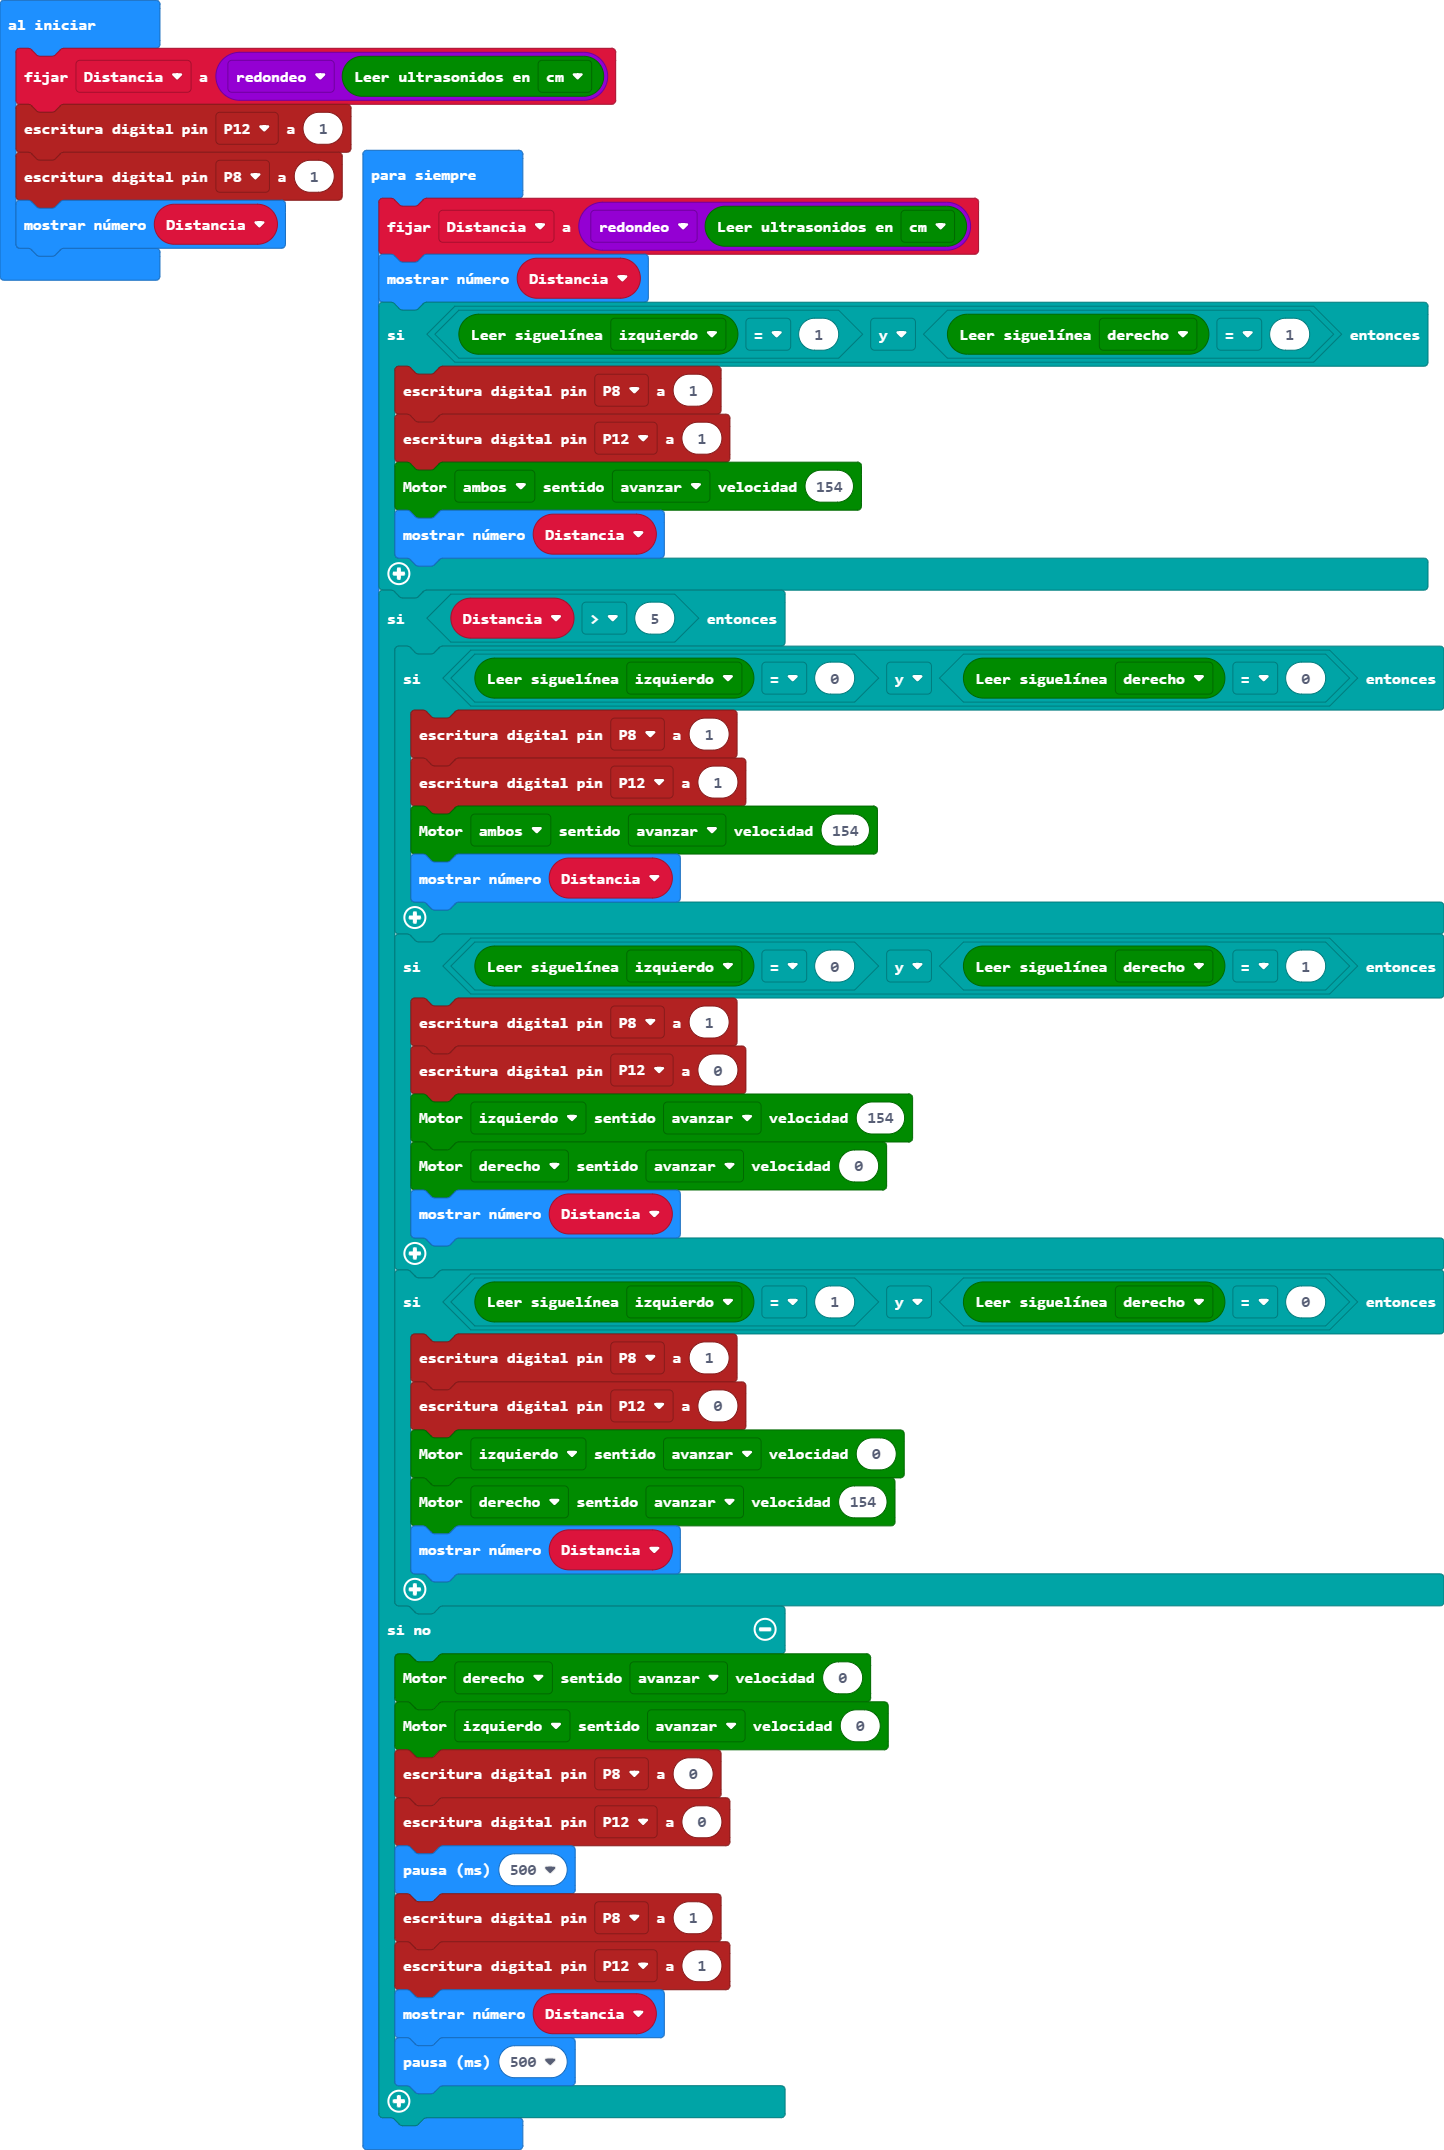 al iniciar
fijar Distancia a redondeo Leer ultrasonidos en cm
escritura digital pin P12 a 1
escritura digital pin P8 a 1
mostrar número Distancia
para siempre
fijar Distancia a redondeo Leer ultrasonidos en cm
mostrar número Distancia
si Leer siguelínea izquierdo = 1 y Leer siguelínea derecho = 1 entonces
escritura digital pin P8 a 1
escritura digital pin P12 a 1
Motor ambos sentido avanzar velocidad 154
mostrar número Distancia
si Distancia > 5 entonces
si Leer siguelínea izquierdo = 0 y Leer siguelínea derecho = 0 entonces
escritura digital pin P8 a 1
escritura digital pin P12 a 1
Motor ambos sentido avanzar velocidad 154
mostrar número Distancia
si Leer siguelínea izquierdo = 0 y Leer siguelínea derecho = 1 entonces
escritura digital pin P8 a 1
escritura digital pin P12 a 0
Motor izquierdo sentido avanzar velocidad 154
Motor derecho sentido avanzar velocidad 0
mostrar número Distancia
si Leer siguelínea izquierdo = 1 y Leer siguelínea derecho = 0 entonces
escritura digital pin P8 a 1
escritura digital pin P12 a 0
Motor izquierdo sentido avanzar velocidad 0
Motor derecho sentido avanzar velocidad 154
mostrar número Distancia
si no
Motor derecho sentido avanzar velocidad 0
Motor izquierdo sentido avanzar velocidad 0
escritura digital pin P8 a 0
escritura digital pin P12 a 0
pausa (ms) 500
escritura digital pin P8 a 1
escritura digital pin P12 a 1
mostrar número Distancia
pausa (ms) 500